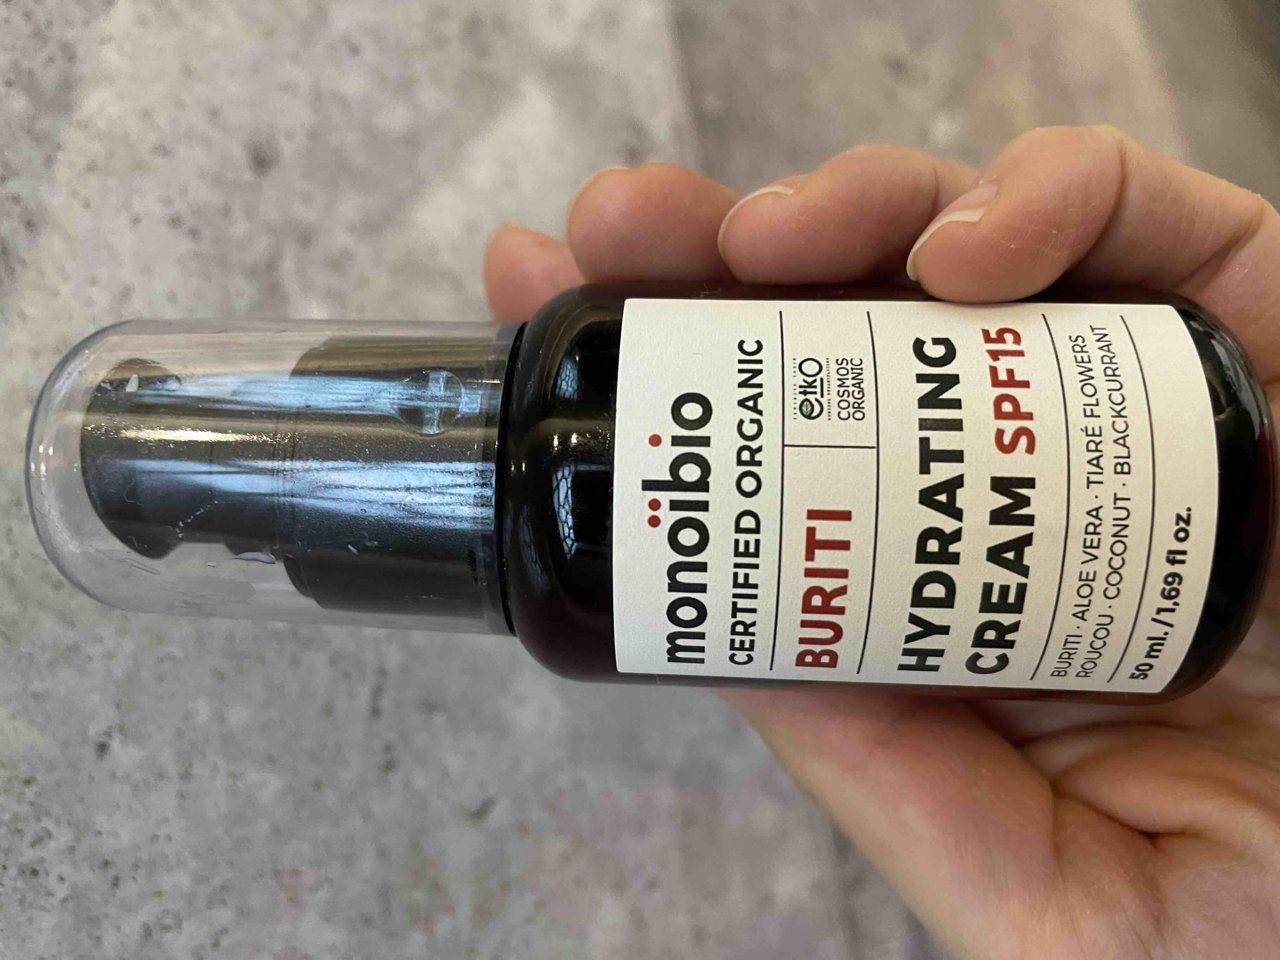 monoïbio
CERTIFIED ORGANIC
BURITI
etkO
COSMOS
ORGANIC
HYDRATING
CREAM SPF15
BURITI · ALOE VERA · TIARÉ FLOWERS
ROUCOU · COCONUT · BLACKCURRANT
50 ml. / 1,69 fl oz.